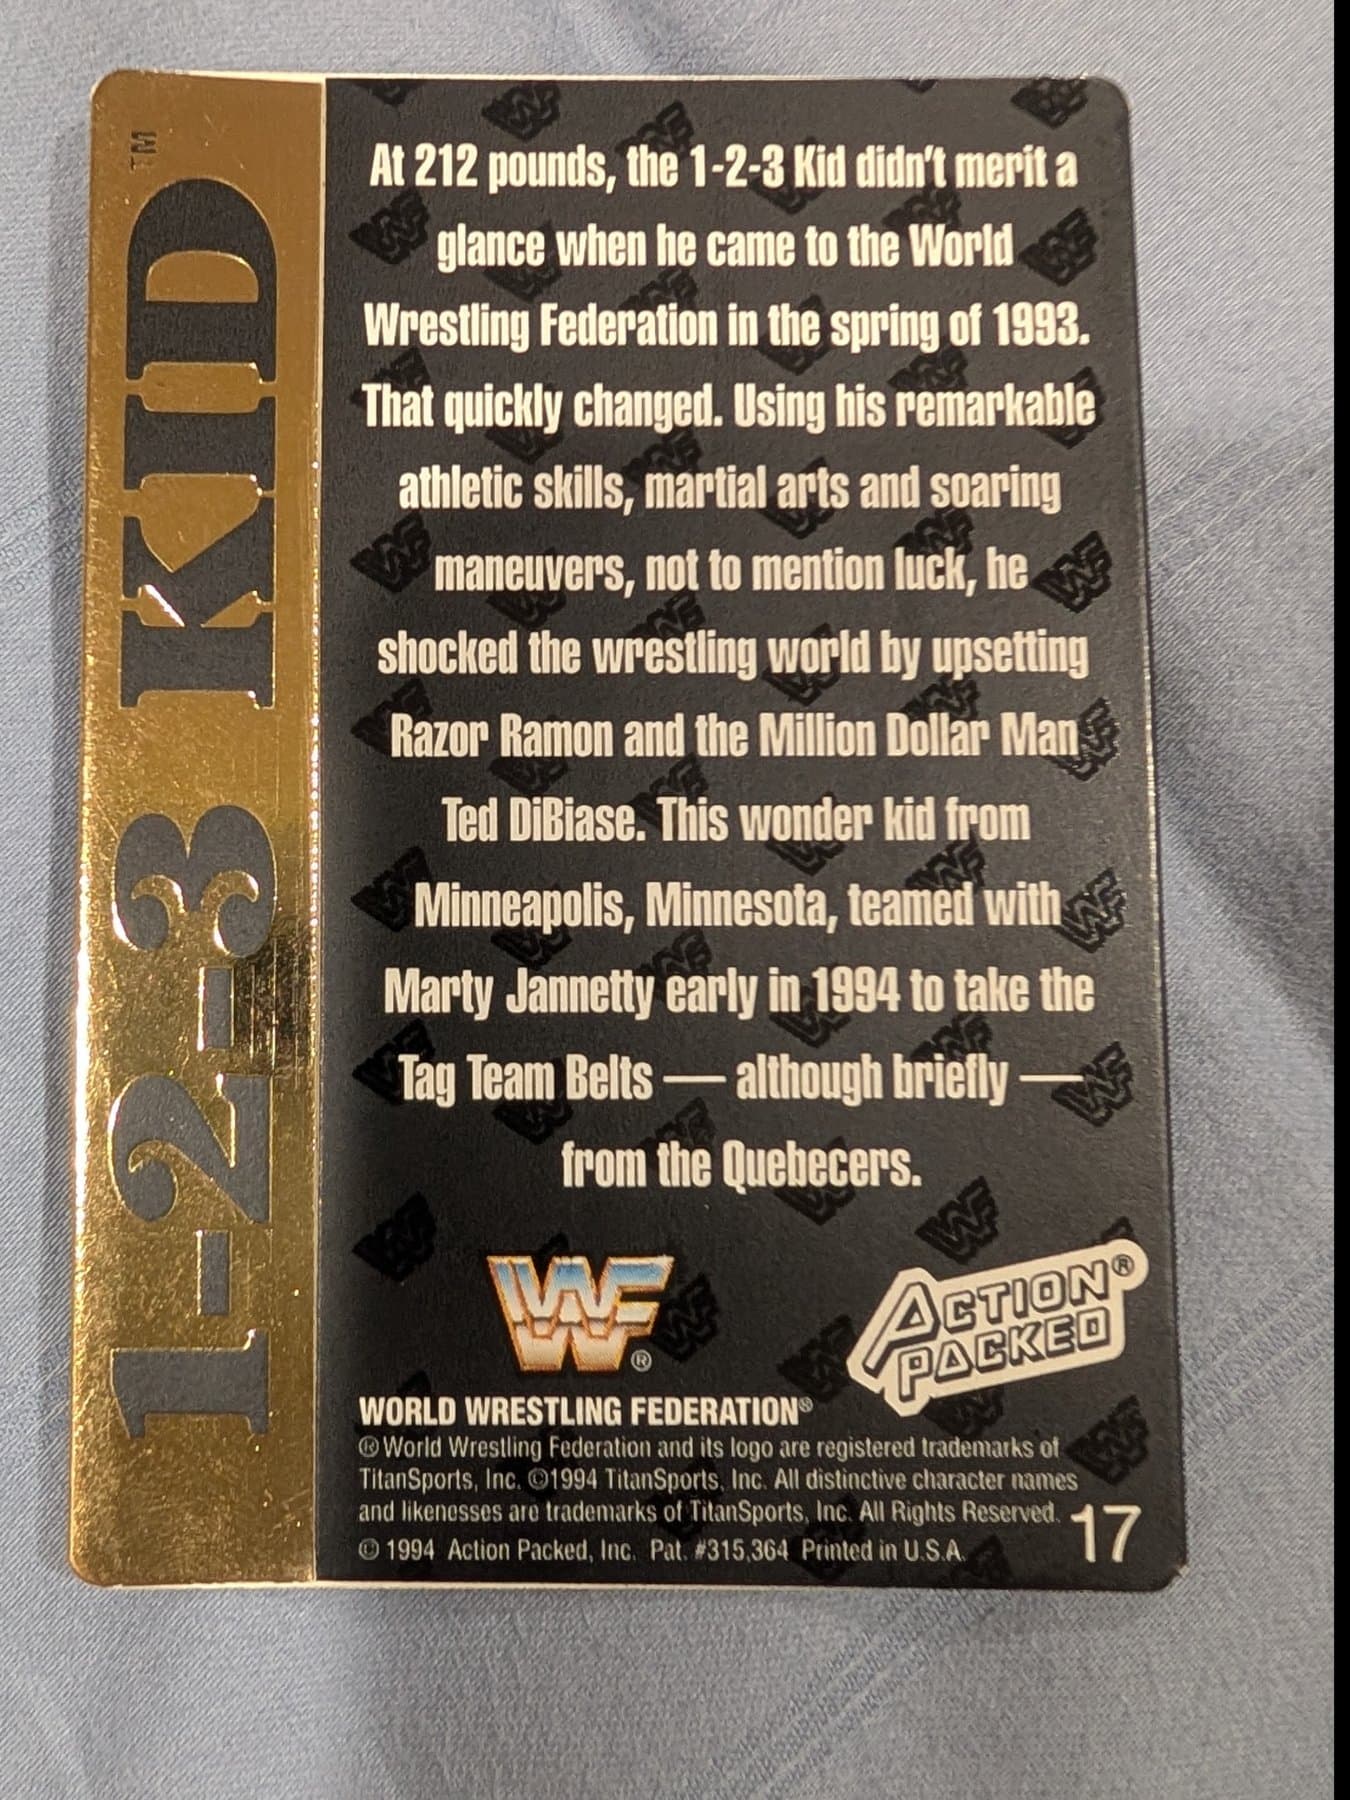 1-2-3 KID™
At 212 pounds, the 1-2-3 Kid didn't merit a
glance when he came to the World
Wrestling Federation in the spring of 1993.
That quickly changed. Using his remarkable
athletic skills, martial arts and soaring
maneuvers, not to mention luck, he
shocked the wrestling world by upsetting
Razor Ramon and the Million Dollar Man
Ted DiBiase. This wonder kid from
Minneapolis, Minnesota, teamed with
Marty Jannetty early in 1994 to take the
Tag Team Belts — although briefly —
from the Quebecers.
WF®
ACTION PACKED®
WORLD WRESTLING FEDERATION®
® World Wrestling Federation and its logo are registered trademarks of
TitanSports, Inc. ©1994 TitanSports, Inc. All distinctive character names
and likenesses are trademarks of TitanSports, Inc. All Rights Reserved.
© 1994 Action Packed, Inc. Pat. #315,364 Printed in U.S.A.
17